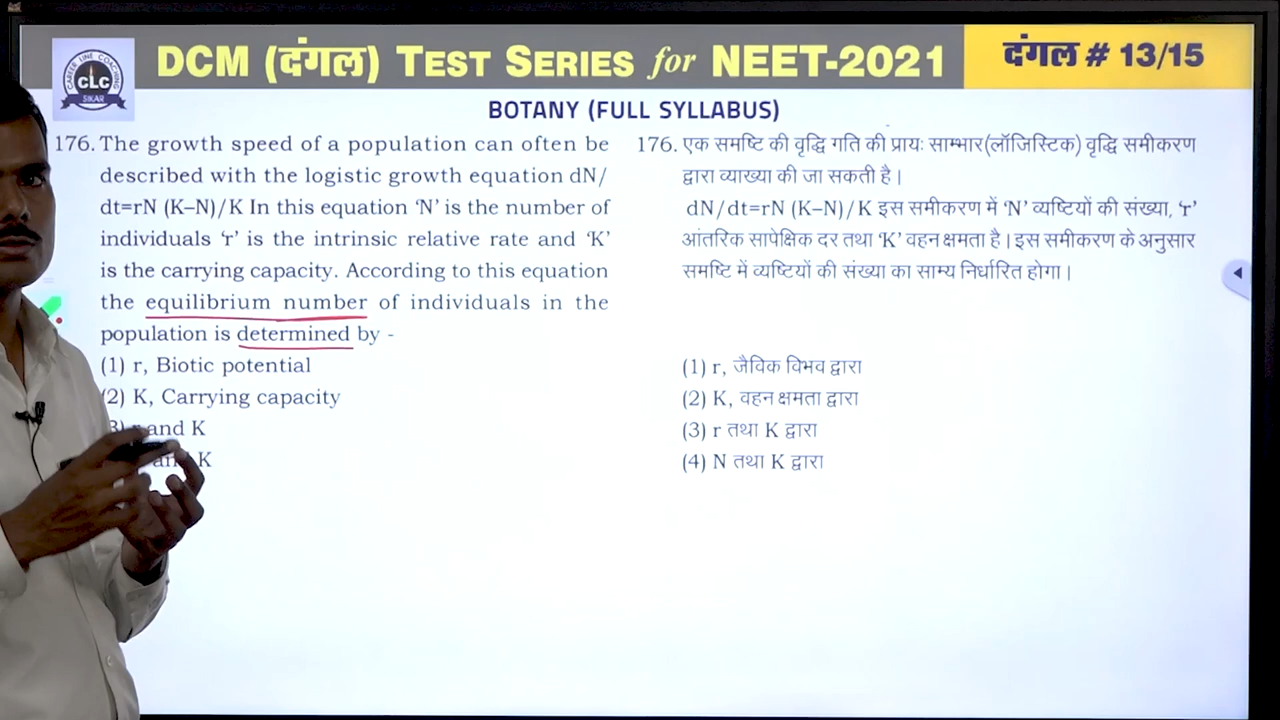 CAREER LINE COACHING
CLC
SIKAR
DCM (दंगल) TEST SERIES for NEET-2021
दंगल # 13/15
BOTANY (FULL SYLLABUS)
176. The growth speed of a population can often be
described with the logistic growth equation dN/
dt=rN (K–N)/K In this equation ‘N’ is the number of
individuals ‘r’ is the intrinsic relative rate and ‘K’
is the carrying capacity. According to this equation
the equilibrium number of individuals in the
population is determined by -
(1) r, Biotic potential
2) K, Carrying capacity
3) r and K
and K
176. एक समष्टि की वृद्धि गति की प्रायः साम्भार(लॉजिस्टिक) वृद्धि समीकरण
द्वारा व्याख्या की जा सकती है।
dN/dt=rN (K–N)/K इस समीकरण में ‘N’ व्यष्टियों की संख्या, ‘r’
आंतरिक सापेक्षिक दर तथा ‘K’ वहन क्षमता है। इस समीकरण के अनुसार
समष्टि में व्यष्टियों की संख्या का साम्य निर्धारित होगा।
(1) r, जैविक विभव द्वारा
(2) K, वहन क्षमता द्वारा
(3) r तथा K द्वारा
(4) N तथा K द्वारा